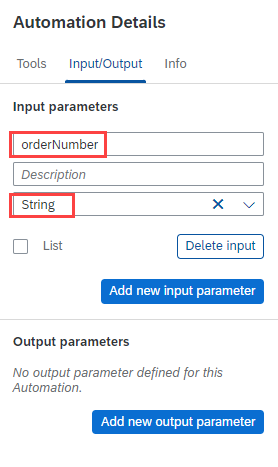 Automation Details
Tools Input/Output Info
Input parameters
orderNumber
Description
String
List Delete input
Add new input parameter
Output parameters
No output parameter defined for this
Automation.
Add new output parameter